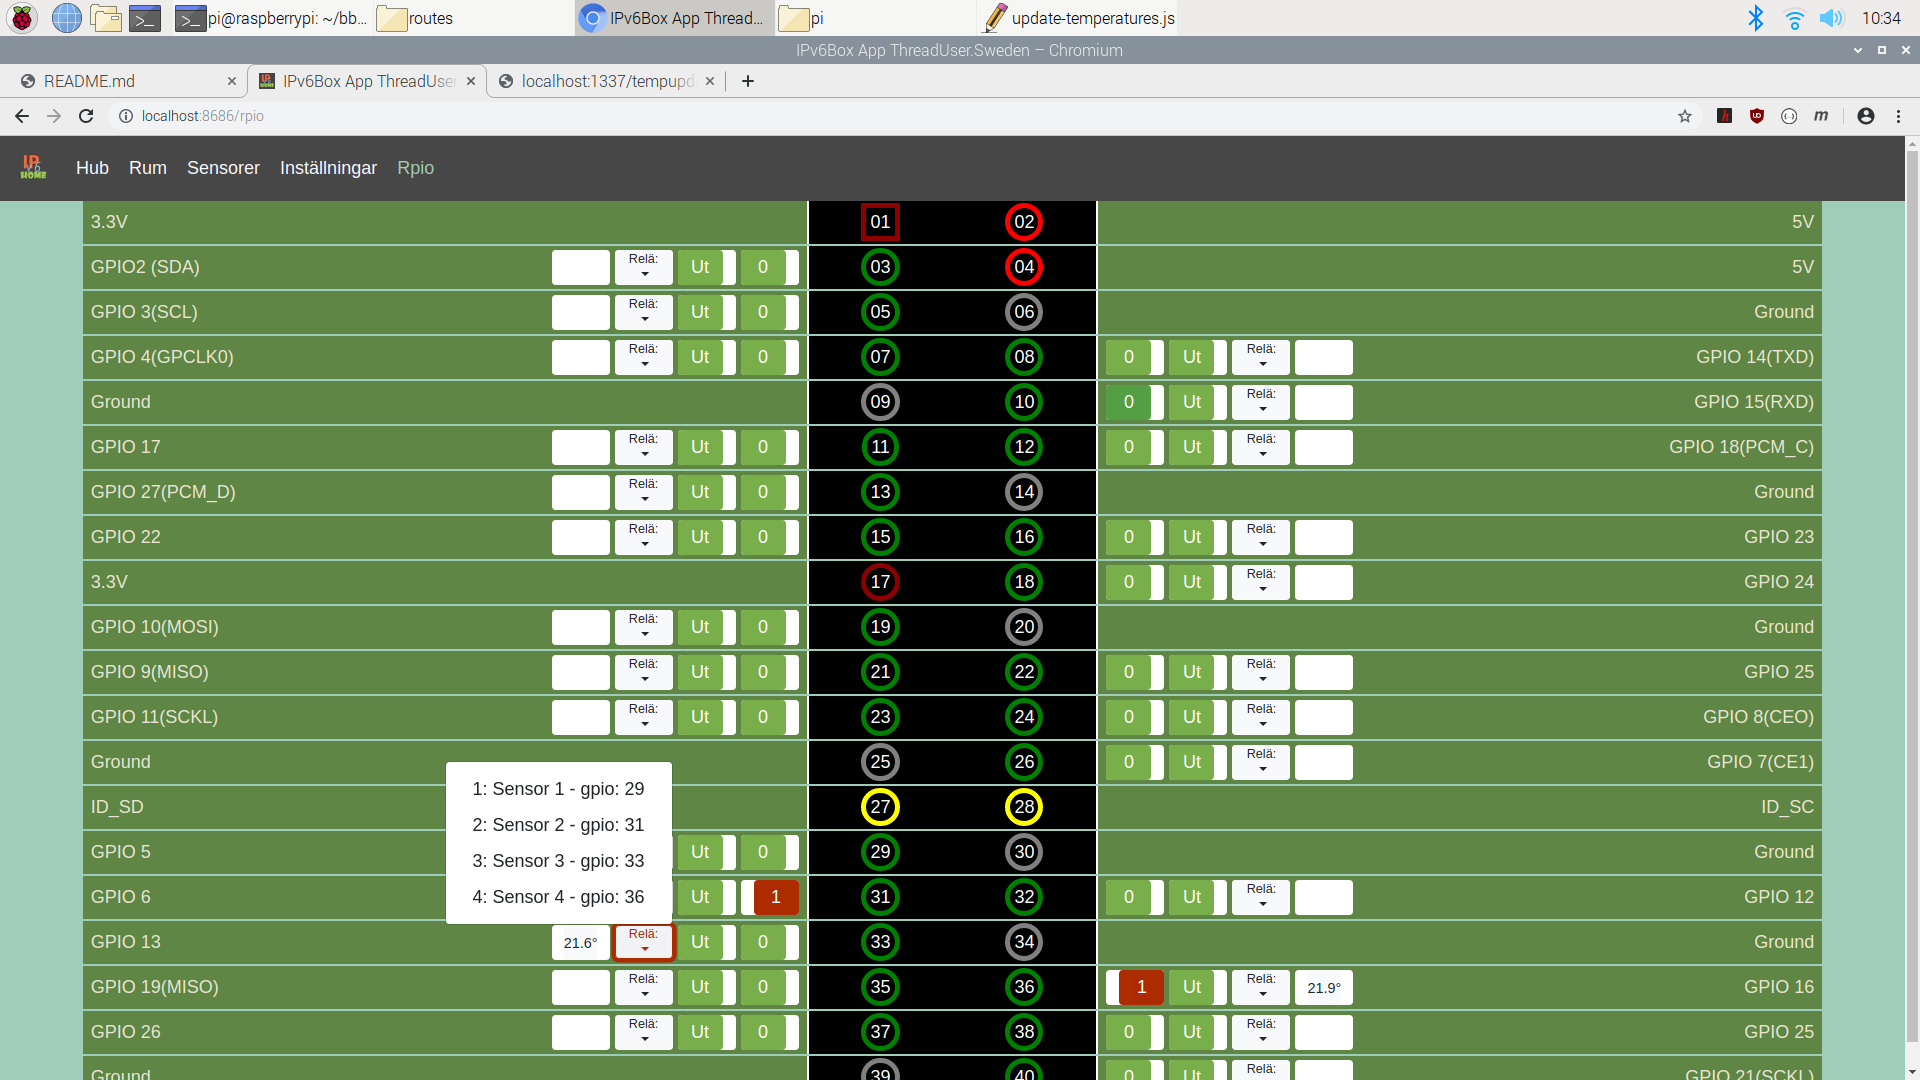 pi@raspberrypi: ~/bb... routes IPv6Box App Thread... pi update-temperatures.js 10:34
IPv6Box App ThreadUser.Sweden – Chromium
README.md IPv6Box App ThreadUser localhost:1337/tempupd
localhost:8686/rpio
IP v6 HOME Hub Rum Sensorer Inställningar Rpio
3.3V 01 02 5V
GPIO2 (SDA) Relä: Ut 0 03 04 5V
GPIO 3(SCL) Relä: Ut 0 05 06 Ground
GPIO 4(GPCLK0) Relä: Ut 0 07 08 0 Ut Relä: GPIO 14(TXD)
Ground 09 10 0 Ut Relä: GPIO 15(RXD)
GPIO 17 Relä: Ut 0 11 12 0 Ut Relä: GPIO 18(PCM_C)
GPIO 27(PCM_D) Relä: Ut 0 13 14 Ground
GPIO 22 Relä: Ut 0 15 16 0 Ut Relä: GPIO 23
3.3V 17 18 0 Ut Relä: GPIO 24
GPIO 10(MOSI) Relä: Ut 0 19 20 Ground
GPIO 9(MISO) Relä: Ut 0 21 22 0 Ut Relä: GPIO 25
GPIO 11(SCKL) Relä: Ut 0 23 24 0 Ut Relä: GPIO 8(CEO)
Ground 25 26 0 Ut Relä: GPIO 7(CE1)
1: Sensor 1 - gpio: 29
2: Sensor 2 - gpio: 31
3: Sensor 3 - gpio: 33
4: Sensor 4 - gpio: 36
ID_SD 27 28 ID_SC
GPIO 5 Ut 0 29 30 Ground
GPIO 6 Ut 1 31 32 0 Ut Relä: GPIO 12
GPIO 13 21.6° Relä: Ut 0 33 34 Ground
GPIO 19(MISO) Relä: Ut 0 35 36 1 Ut Relä: 21.9° GPIO 16
GPIO 26 Relä: Ut 0 37 38 0 Ut Relä: GPIO 25
Ground 39 40 0 Ut Relä: GPIO 21(SCKL)